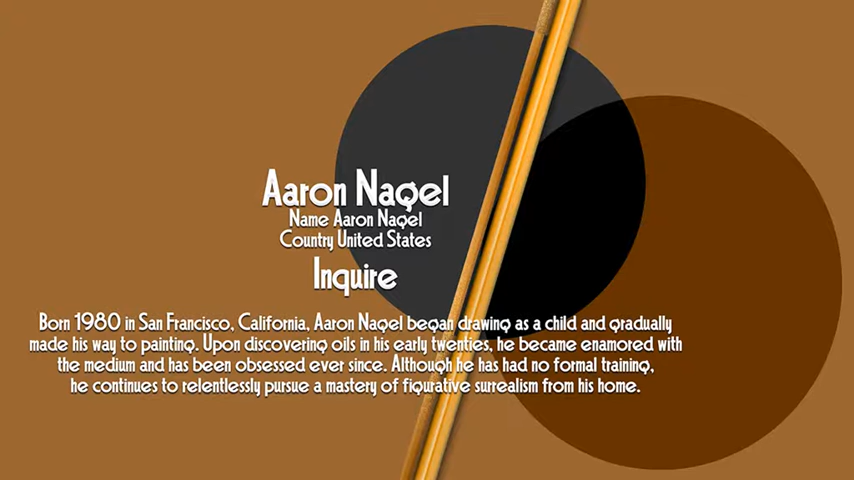 Aaron Nagel
Name Aaron Nagel
Country United States
Inquire
Born 1980 in San Francisco, California, Aaron Nagel began drawing as a child and gradually
made his way to painting. Upon discovering oils in his early twenties, he became enamored with
the medium and has been obsessed ever since. Although he has had no formal training,
he continues to relentlessly pursue a mastery of figurative surrealism from his home.